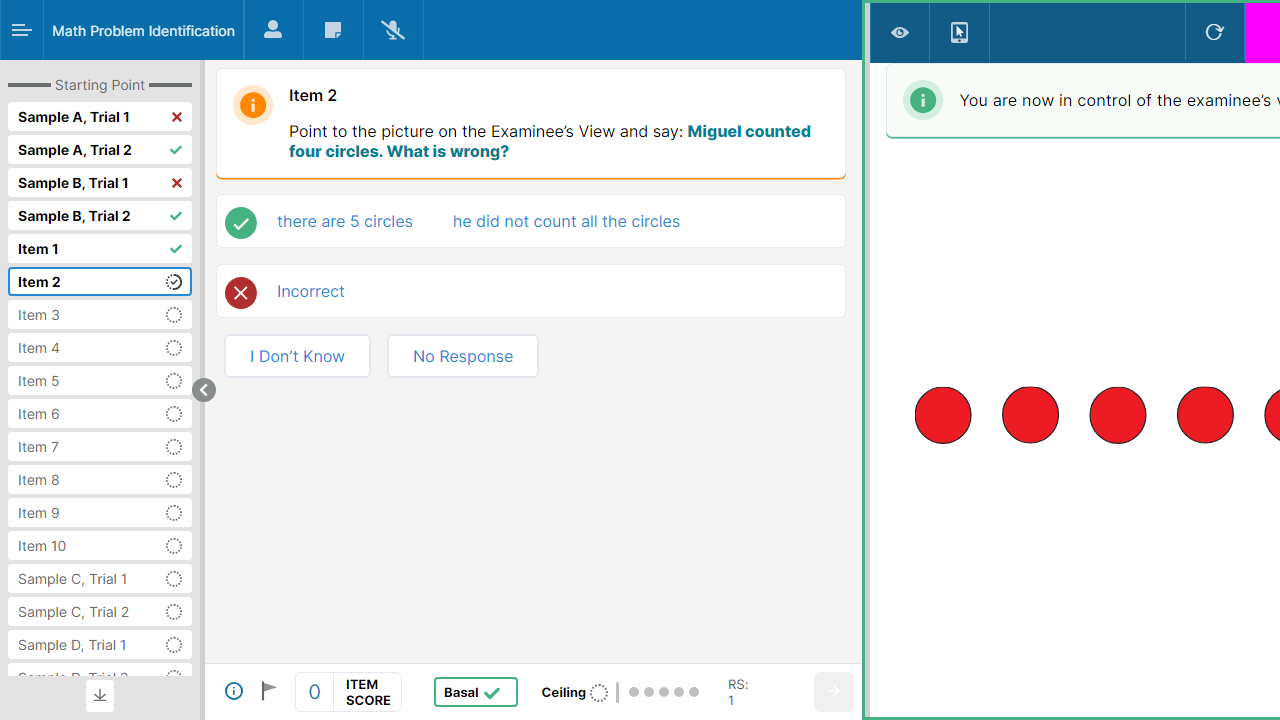 Math Problem Identification
Starting Point
Sample A, Trial 1
Sample A, Trial 2
Sample B, Trial 1
Sample B, Trial 2
Item 1
Item 2
Item 3
Item 4
Item 5
Item 6
Item 7
Item 8
Item 9
Item 10
Sample C, Trial 1
Sample C, Trial 2
Sample D, Trial 1
Item 2
Point to the picture on the Examinee’s View and say: Miguel counted
four circles. What is wrong?
there are 5 circles he did not count all the circles
Incorrect
I Don’t Know No Response
0 ITEM
SCORE
Basal
Ceiling
RS:
1
You are now in control of the examinee’s